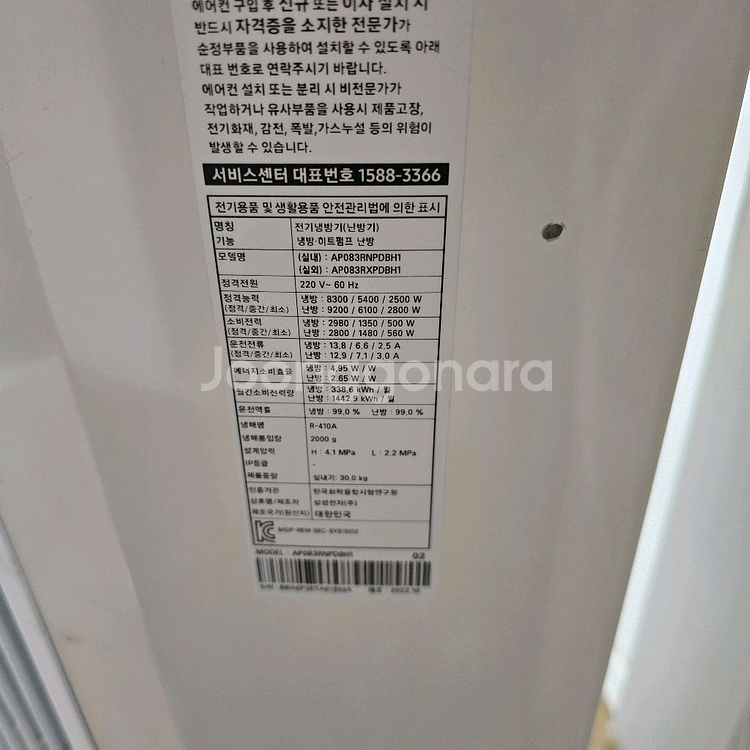 에어컨 구입 후 신규 또는 이사 설치 시
반드시 자격증을 소지한 전문가가
순정부품을 사용하여 설치할 수 있도록 아래
대표 번호로 연락주시기 바랍니다.
에어컨 설치 또는 분리 시 비전문가가
작업하거나 유사부품을 사용시 제품고장,
전기화재, 감전, 폭발,가스누설 등의 위험이
발생할 수 있습니다.
서비스센터 대표번호 1588-3366
전기용품 및 생활용품 안전관리법에 의한 표시
명칭 전기냉방기(난방기)
기능 냉방·히트펌프 난방
모델명 (실내) : AP083RNPDBH1
(실외) : AP083RXPDBH1
정격전원 220 V~ 60 Hz
정격능력 냉방 : 8300 / 5400 / 2500 W
(정격/중간/최소) 난방 : 9200 / 6100 / 2800 W
소비전력 냉방 : 2980 / 1350 / 500 W
(정격/중간/최소) 난방 : 2800 / 1480 / 560 W
운전전류 냉방 : 13.8 / 6.6 / 2.5 A
(정격/중간/최소) 난방 : 12.9 / 7.1 / 3.0 A
에너지소비효율 냉방 : 4.95 W / W
난방 : 2.65 W / W
월간소비전력량 냉방 : 338.6 kWh / 월
난방 : 1442.9 kWh / 월
운전역률 냉방 : 99.0 % 난방 : 99.0 %
냉매명 R-410A
냉매봉입량 2000 g
설계압력 H : 4.1 MPa L : 2.2 MPa
IP등급 -
제품중량 실내기: 30.0 kg
인증기관 한국화학융합시험연구원
상호명/제조자 삼성전자(주)
제조국가(원산지) 대한민국
MODEL : AP083RNPDBH1 02
Joongonara